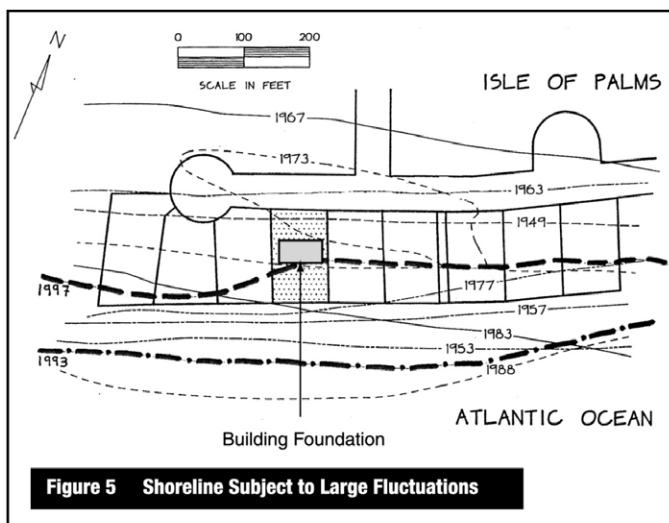 N
0 100 200
SCALE IN FEET
ISLE OF PALMS
1967
1973
1963
1949
1997
1977
1957
1983
1953
1993
1988
ATLANTIC OCEAN
Building Foundation
Figure 5 Shoreline Subject to Large Fluctuations